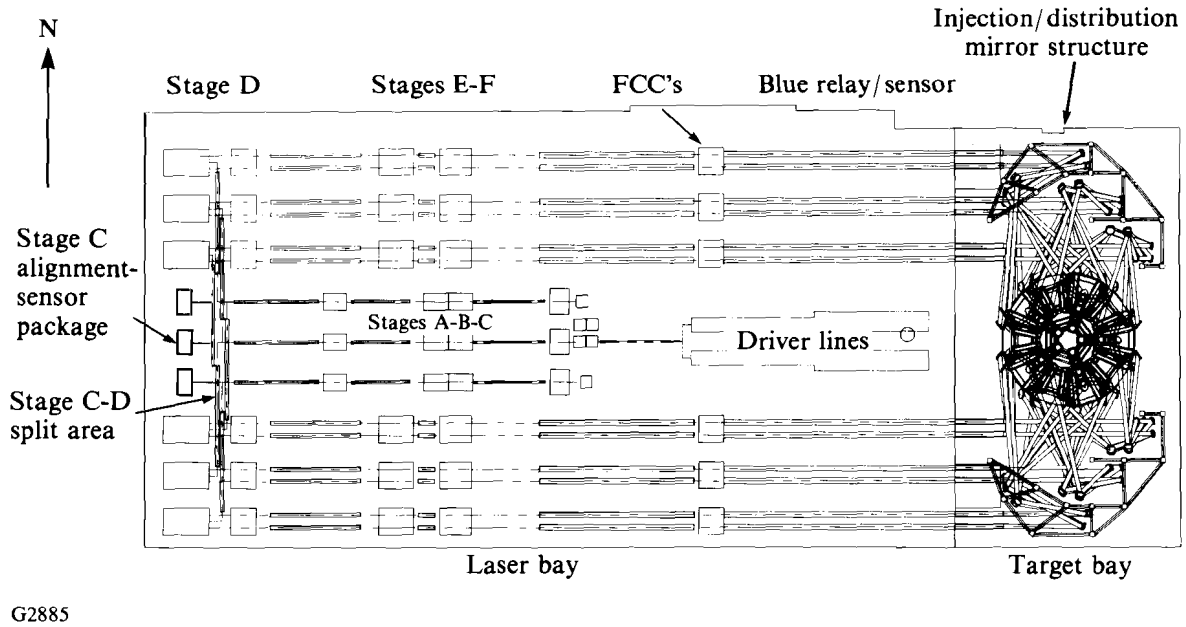 N
Injection/distribution
mirror structure
Stage D
Stages E-F
FCC's
Blue relay/sensor
Stage C
alignment-
sensor
package
Stages A-B-C
Driver lines
Stage C-D
split area
Laser bay
Target bay
G2885